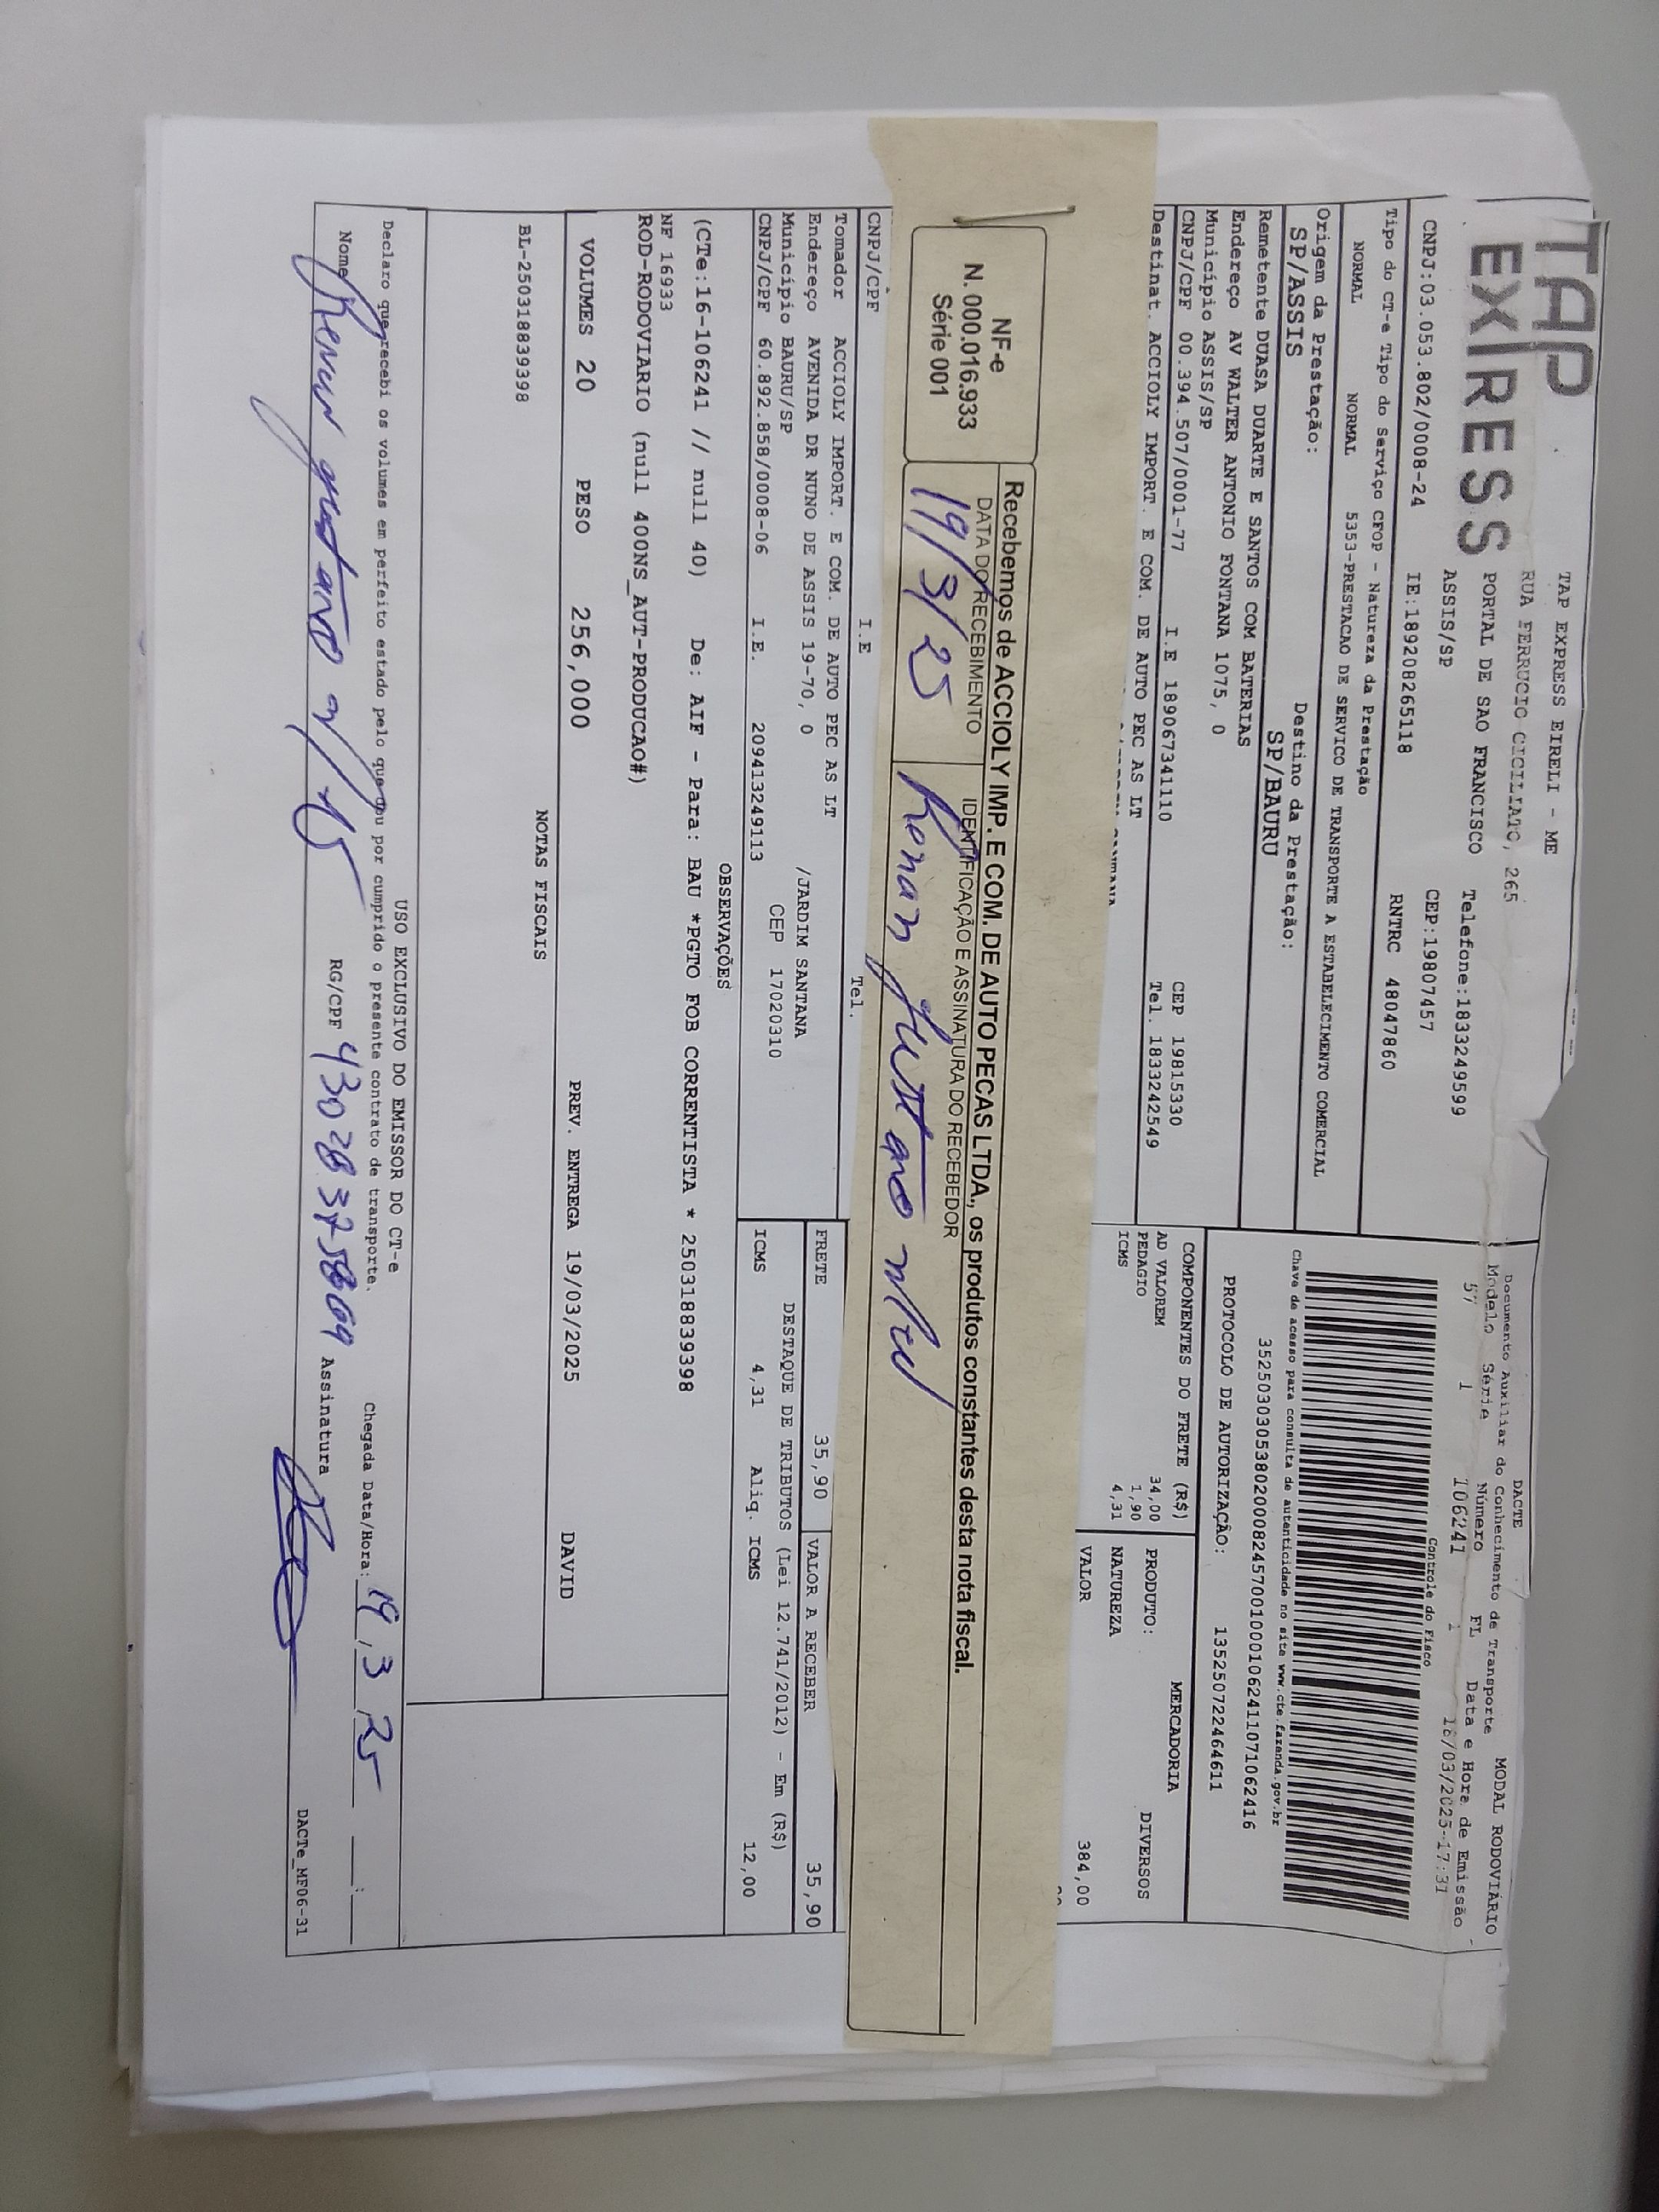 TAP
EXPRESS
TAP EXPRESS EIRELI - ME
RUA FERRUCIO CICILIATO, 265
PORTAL DE SAO FRANCISCO Telefone:1833249599
ASSIS/SP CEP:19807457
CNPJ:03.053.802/0008-24 IE:189208265118 RNTRC 48047860
DACTE MODAL RODOVIÁRIO
Documento Auxiliar do Conhecimento de Transporte
Modelo Série Número FL Data e Hora de Emissão
57 1 106241 1 18/03/2025-17:31
Controle do Fisco
Chave de acesso para consulta de autenticidade no site www.cte.fazenda.gov.br
35250303053802000824570010001062411071062416
PROTOCOLO DE AUTORIZAÇÃO: 135250722464611
Tipo do CT-e Tipo do Serviço CFOP - Natureza da Prestação
NORMAL NORMAL 5353-PRESTACAO DE SERVICO DE TRANSPORTE A ESTABELECIMENTO COMERCIAL
Origem da Prestação: Destino da Prestação:
SP/ASSIS SP/BAURU
Remetente DUASA DUARTE E SANTOS COM BATERIAS
Endereço AV WALTER ANTONIO FONTANA 1075, 0
Município ASSIS/SP CEP 19815330
CNPJ/CPF 00.394.507/0001-77 I.E 189067341110 Tel. 1833242549
Destinat. ACCIOLY IMPORT. E COM. DE AUTO PEC AS LT
COMPONENTES DO FRETE (R$)
AD VALOREM 34,00
PEDAGIO 1,90
ICMS 4,31
MERCADORIA
PRODUTO: DIVERSOS
NATUREZA
VALOR 384,00
NF-e
N. 000.016.933
Série 001
Recebemos de ACCIOLY IMP. E COM. DE AUTO PECAS LTDA., os produtos constantes desta nota fiscal.
DATA DO RECEBIMENTO IDENTIFICAÇÃO E ASSINATURA DO RECEBEDOR
19/3/25 Renan
CNPJ/CPF I.E Tel.
Tomador ACCIOLY IMPORT. E COM. DE AUTO PEC AS LT
Endereço AVENIDA DR NUNO DE ASSIS 19-70, 0 /JARDIM SANTANA
Município BAURU/SP CEP 17020310
CNPJ/CPF 60.892.858/0008-06 I.E. 209413249113
FRETE 35,90 VALOR A RECEBER 35,90
DESTAQUE DE TRIBUTOS (Lei 12.741/2012) - Em (R$)
ICMS 4,31 Aliq. ICMS 12,00
OBSERVAÇÕES
(CTe:16-106241 // null 40) De: AIF - Para: BAU *PGTO FOB CORRENTISTA * 250318839398
NF 16933
ROD-RODOVIARIO (null 400NS_AUT-PRODUCAO#)
VOLUMES 20 PESO 256,000 PREV. ENTREGA 19/03/2025 DAVID
NOTAS FISCAIS
BL-250318839398
USO EXCLUSIVO DO EMISSOR DO CT-e
Declaro que recebi os volumes em perfeito estado pelo que dou por cumprido o presente contrato de transporte.
Chegada Data/Hora: 19 3 25 __:__
Nome Renan RG/CPF Assinatura
DACTe_MF06-31